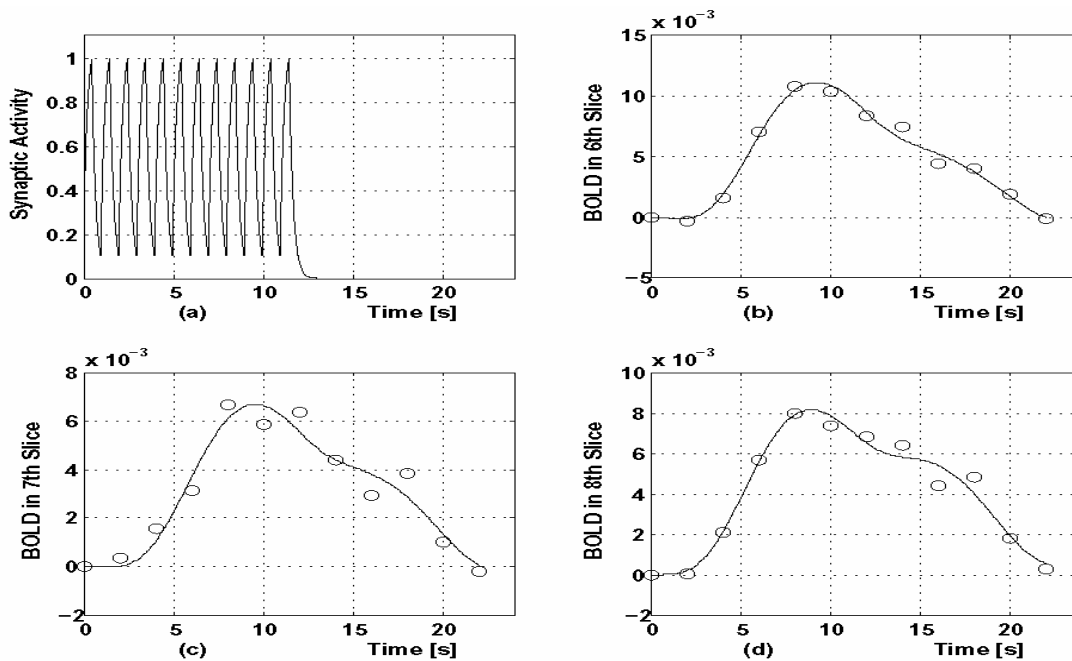 1
0.8
0.6
0.4
0.2
0
Synaptic Activity
0 5 10 15 20
(a) Time [s]
x 10⁻³
15
10
5
0
−5
BOLD in 6th Slice
0 5 10 15 20
(b) Time [s]
x 10⁻³
8
6
4
2
0
−2
BOLD in 7th Slice
0 5 10 15 20
(c) Time [s]
x 10⁻³
10
8
6
4
2
0
−2
BOLD in 8th Slice
0 5 10 15 20
(d) Time [s]